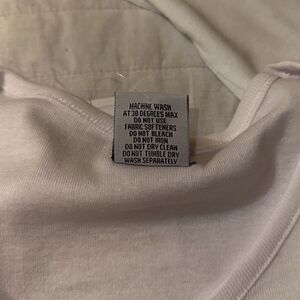 MACHINE WASH
AT 30 DEGREES MAX
DO NOT USE
FABRIC SOFTENERS
DO NOT BLEACH
DO NOT IRON
DO NOT DRY CLEAN
DO NOT TUMBLE DRY
WASH SEPARATELY